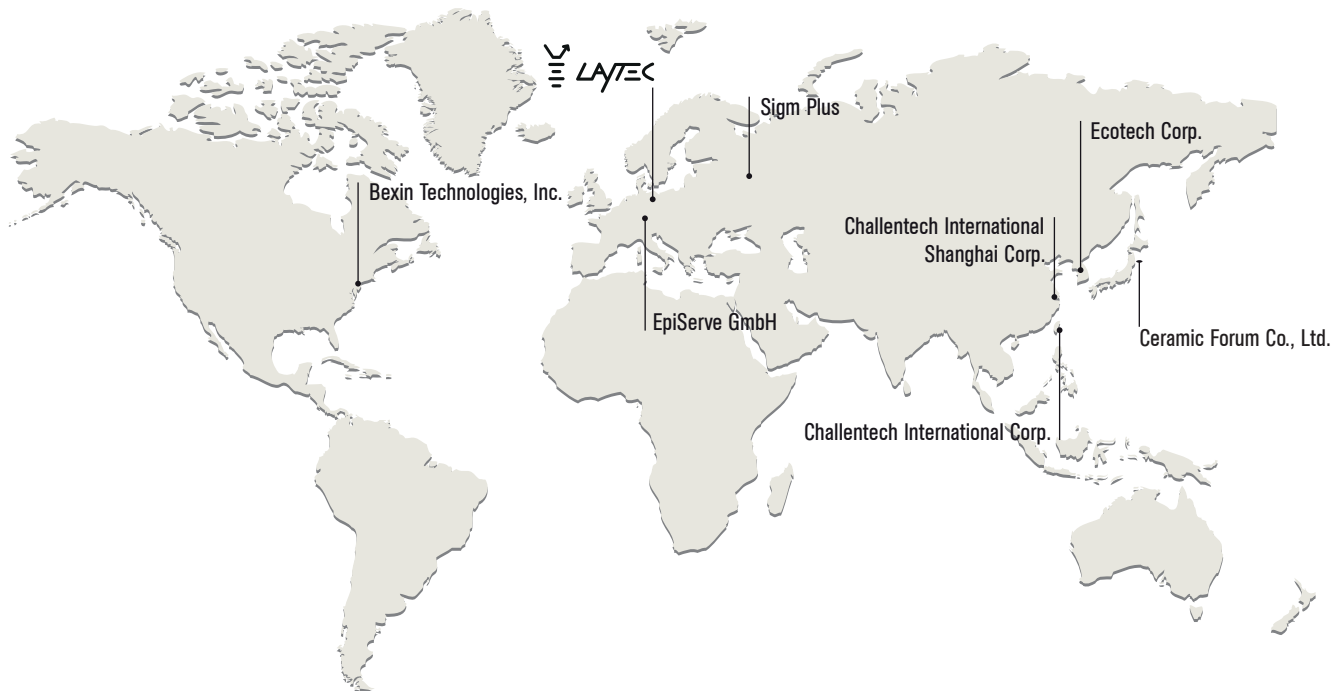 LAYTEC
Sigm Plus
Ecotech Corp.
Bexin Technologies, Inc.
Challentech International
Shanghai Corp.
EpiServe GmbH
Ceramic Forum Co., Ltd.
Challentech International Corp.